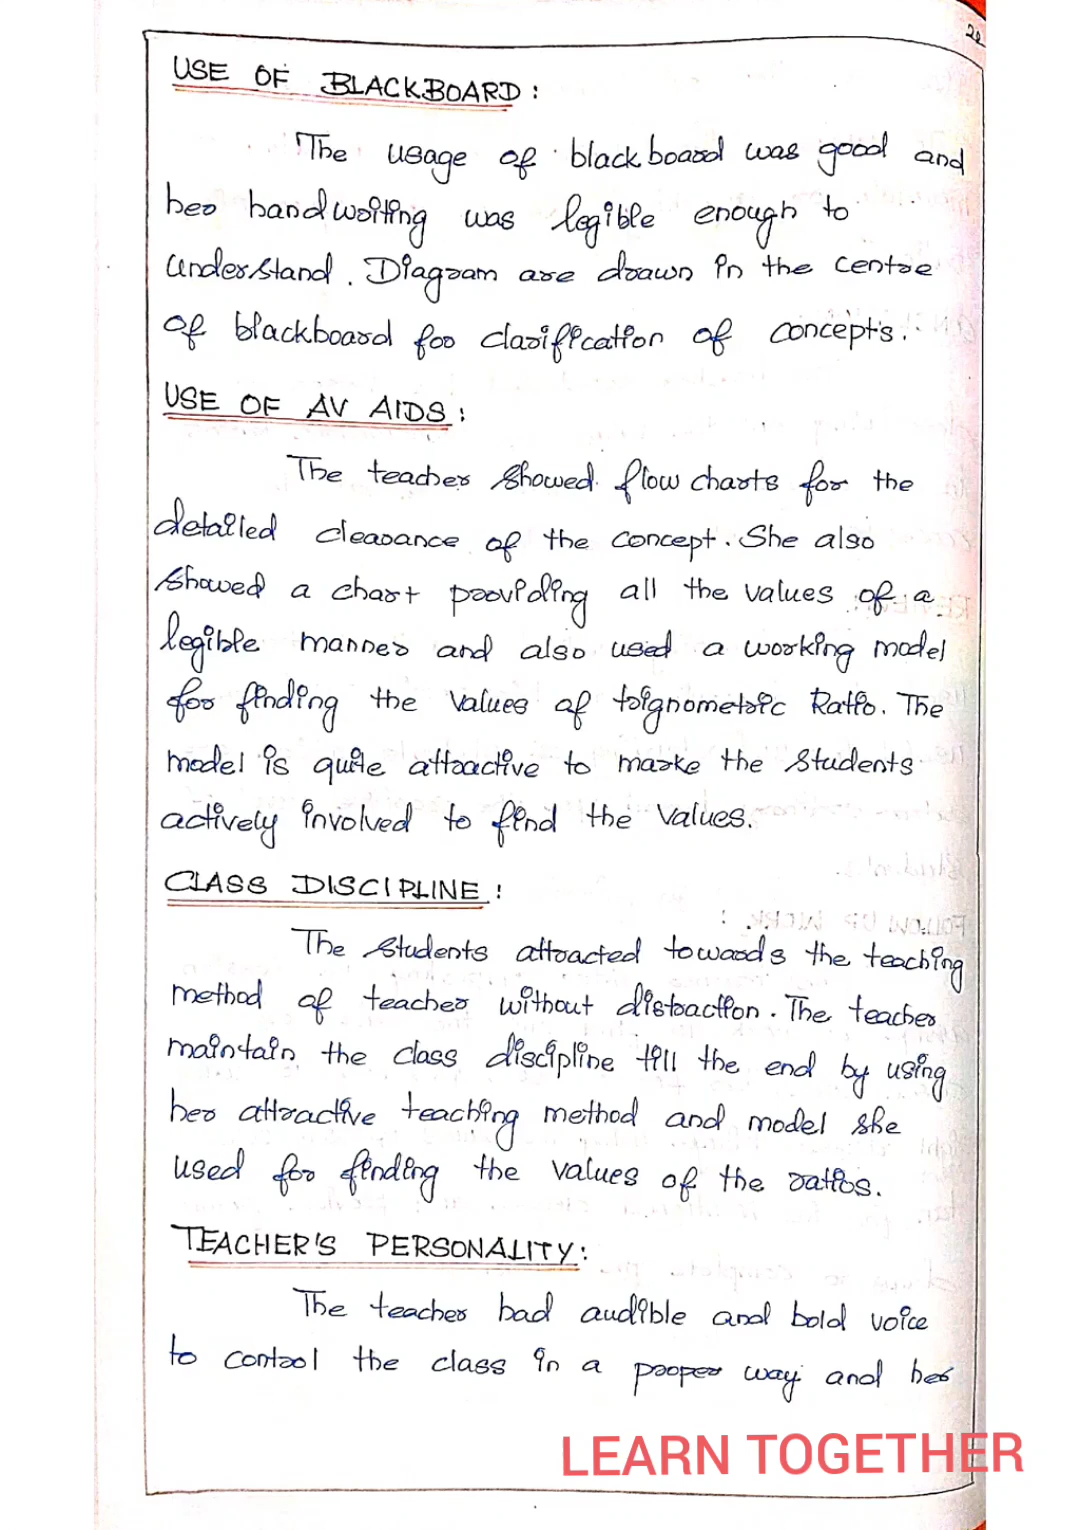 22
USE OF BLACKBOARD :
The usage of blackboard was good and
her handwriting was legible enough to
understand. Diagram are drawn in the centre
of blackboard for clarification of concepts.
USE OF AV AIDS :
The teacher showed flow charts for the
detailed clearance of the concept. She also
showed a chart providing all the values of a
legible manner and also used a working model
for finding the values of trignometric Ratio. The
model is quite attractive to marke the students
actively involved to find the values.
CLASS DISCIPLINE :
The students attracted towards the teaching
method of teacher without distraction. The teacher
maintain the class discipline till the end by using
her attractive teaching method and model she
used for finding the values of the ratios.
TEACHER'S PERSONALITY :
The teacher had audible and bold voice
to control the class in a proper way and her
LEARN TOGETHER